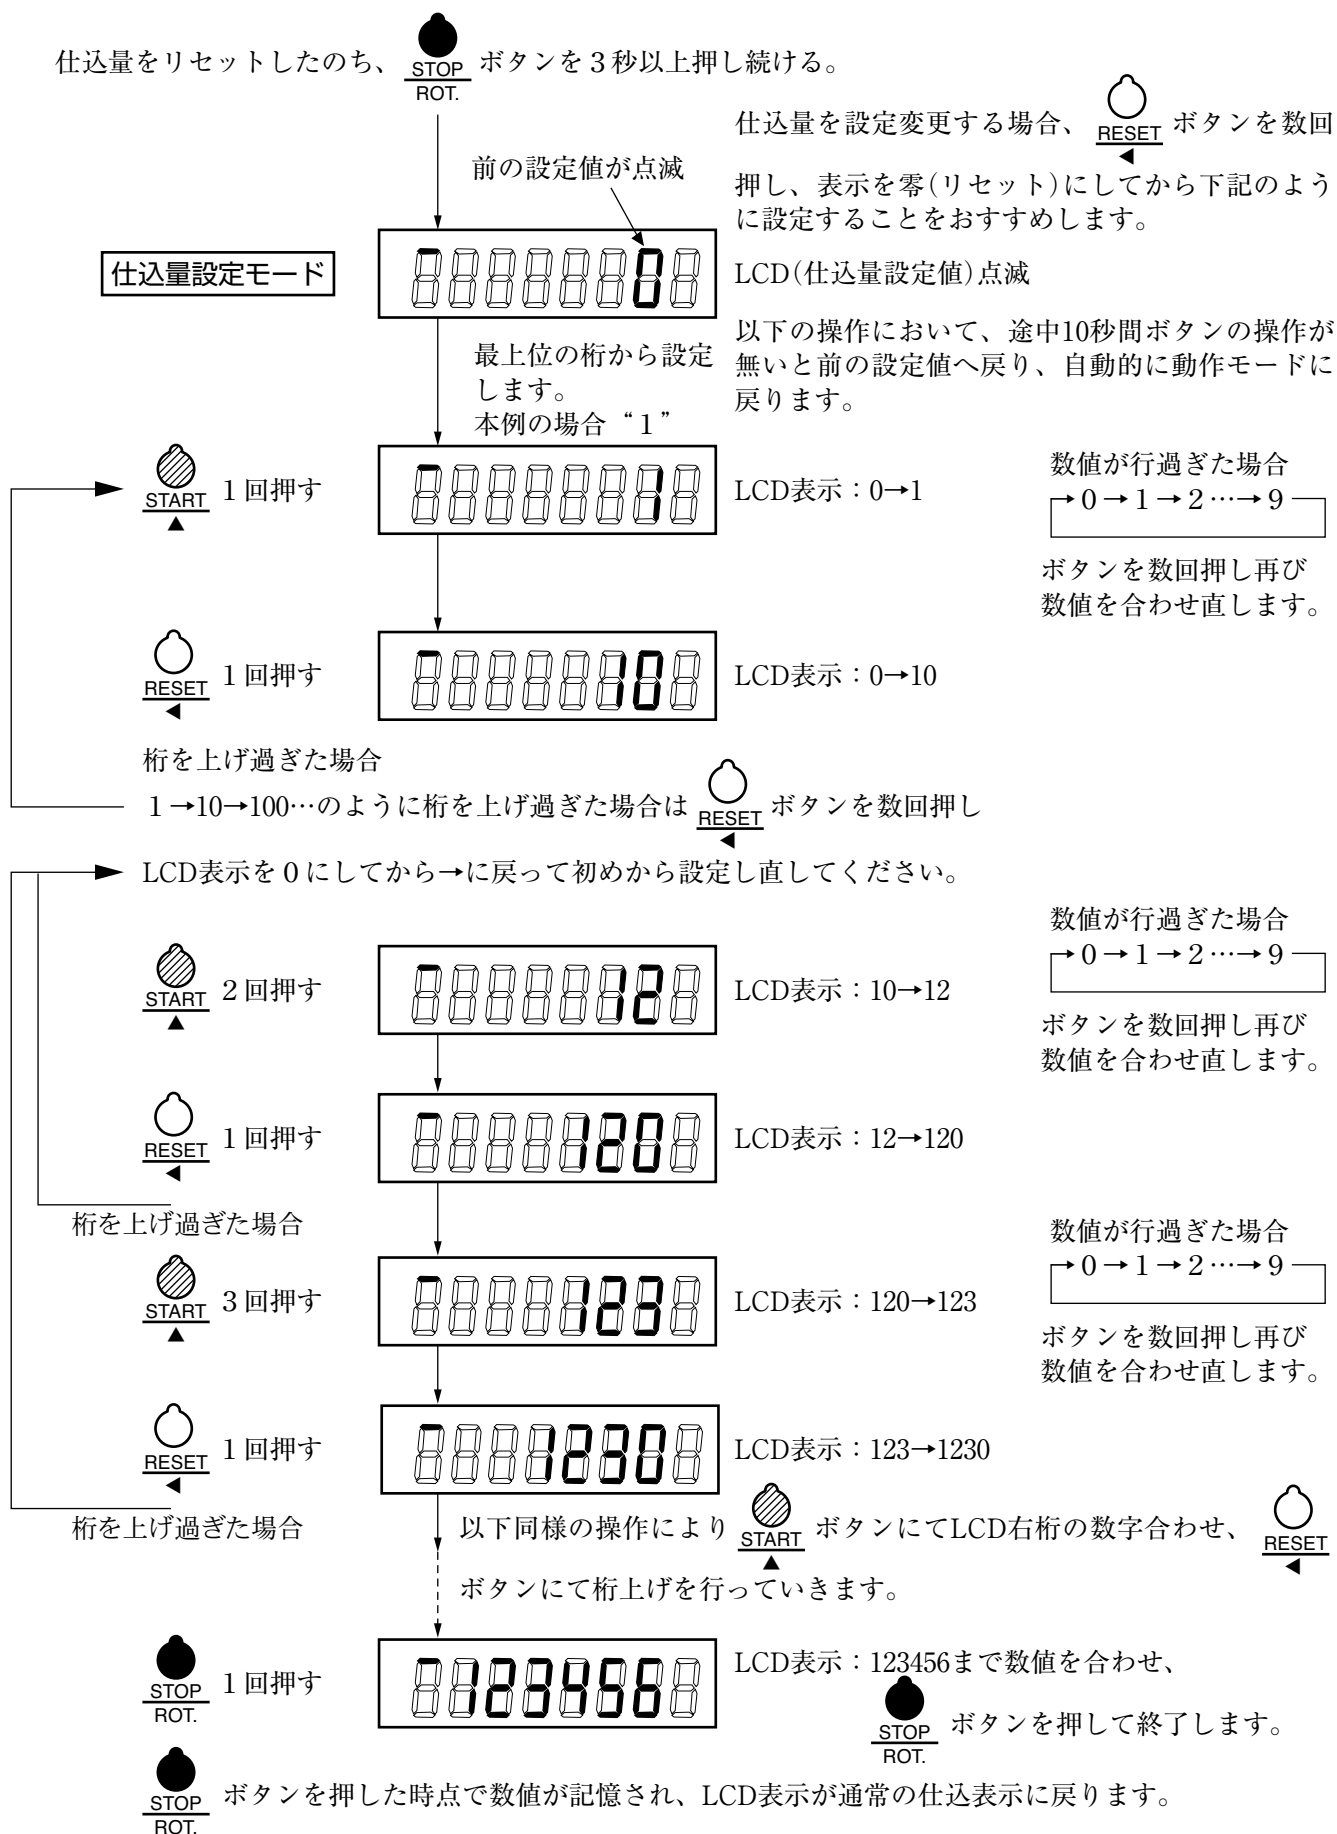 仕込量をリセットしたのち、 STOP ROT. ボタンを3秒以上押し続ける。
仕込量を設定変更する場合、 RESET ◀ ボタンを数回
押し、表示を零(リセット)にしてから下記のよう
に設定することをおすすめします。
前の設定値が点滅
仕込量設定モード
0
LCD(仕込量設定値)点滅
以下の操作において、途中10秒間ボタンの操作が
無いと前の設定値へ戻り、自動的に動作モードに
戻ります。
最上位の桁から設定
します。
本例の場合“1”
START ▲ 1回押す
1
LCD表示：0→1
数値が行過ぎた場合
→0→1→2…→9
ボタンを数回押し再び
数値を合わせ直します。
RESET ◀ 1回押す
10
LCD表示：0→10
桁を上げ過ぎた場合
1→10→100…のように桁を上げ過ぎた場合は RESET ◀ ボタンを数回押し
LCD表示を0にしてから→に戻って初めから設定し直してください。
START ▲ 2回押す
12
LCD表示：10→12
数値が行過ぎた場合
→0→1→2…→9
ボタンを数回押し再び
数値を合わせ直します。
RESET ◀ 1回押す
120
LCD表示：12→120
桁を上げ過ぎた場合
START ▲ 3回押す
123
LCD表示：120→123
数値が行過ぎた場合
→0→1→2…→9
ボタンを数回押し再び
数値を合わせ直します。
RESET ◀ 1回押す
1230
LCD表示：123→1230
桁を上げ過ぎた場合
以下同様の操作により START ▲ ボタンにてLCD右桁の数字合わせ、 RESET ◀
ボタンにて桁上げを行っていきます。
STOP ROT. 1回押す
123456
LCD表示：123456まで数値を合わせ、
STOP ROT. ボタンを押して終了します。
STOP ROT. ボタンを押した時点で数値が記憶され、LCD表示が通常の仕込表示に戻ります。